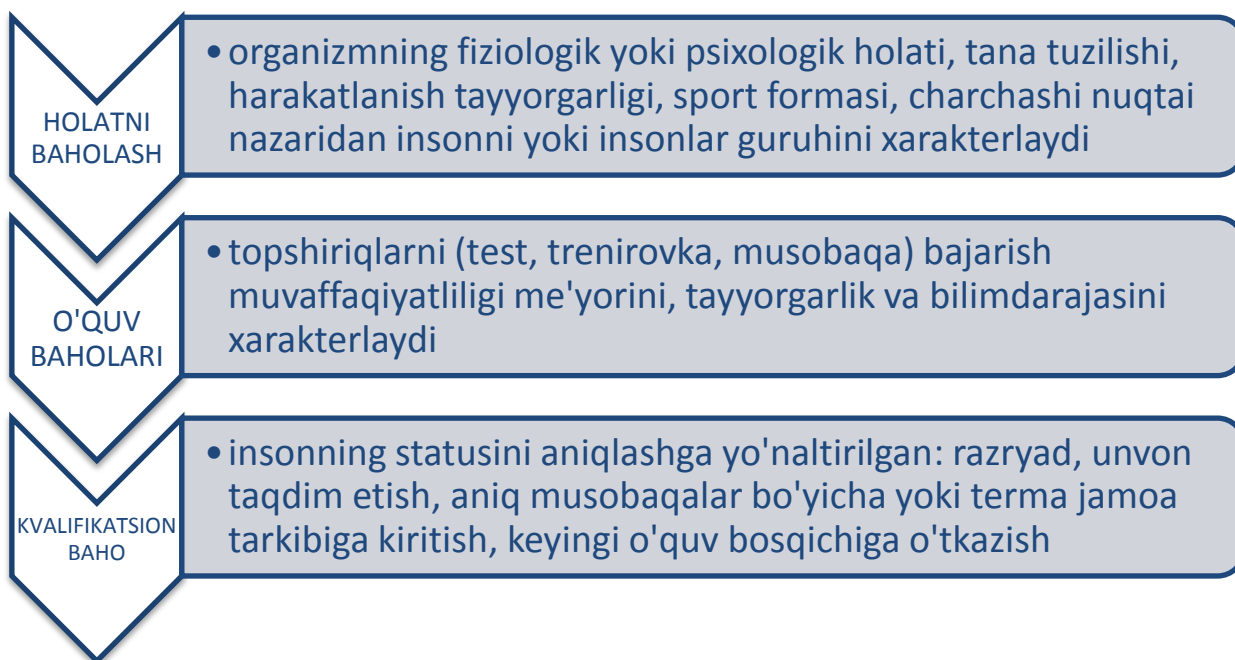 HOLATNI
BAHOLASH
• organizmning fiziologik yoki psixologik holati, tana tuzilishi,
harakatlanish tayyorgarligi, sport formasi, charchashi nuqtai
nazaridan insonni yoki insonlar guruhini xarakterlaydi
O'QUV
BAHOLARI
• topshiriqlarni (test, trenirovka, musobaqa) bajarish
muvaffaqiyatliligi me'yorini, tayyorgarlik va bilimdarajasini
xarakterlaydi
KVALIFIKATSION
BAHO
• insonning statusini aniqlashga yo'naltirilgan: razryad, unvon
taqdim etish, aniq musobaqalar bo'yicha yoki terma jamoa
tarkibiga kiritish, keyingi o'quv bosqichiga o'tkazish